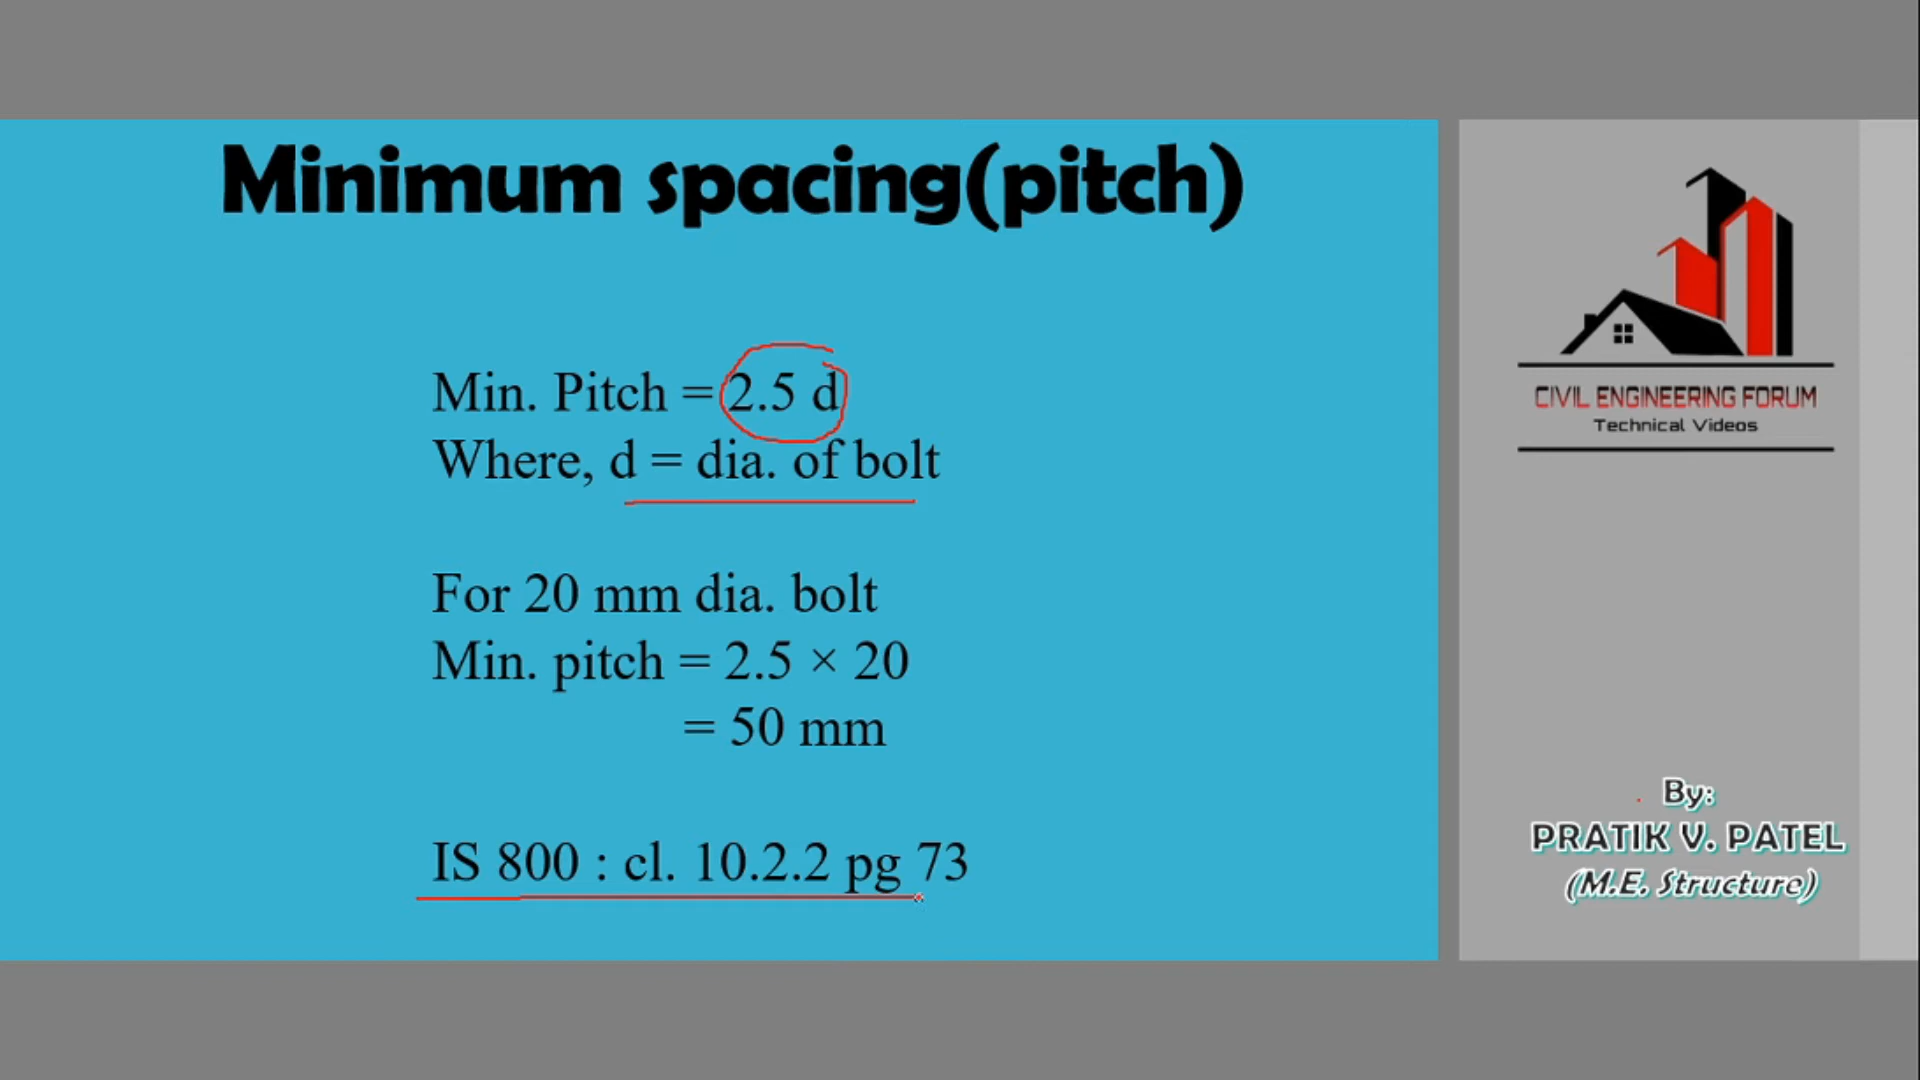 Minimum spacing(pitch)
Min. Pitch = 2.5 d
Where, d = dia. of bolt
For 20 mm dia. bolt
Min. pitch = 2.5 × 20
= 50 mm
IS 800 : cl. 10.2.2 pg 73
CIVIL ENGINEERING FORUM
Technical Videos
By:
PRATIK V. PATEL
(M.E. Structure)